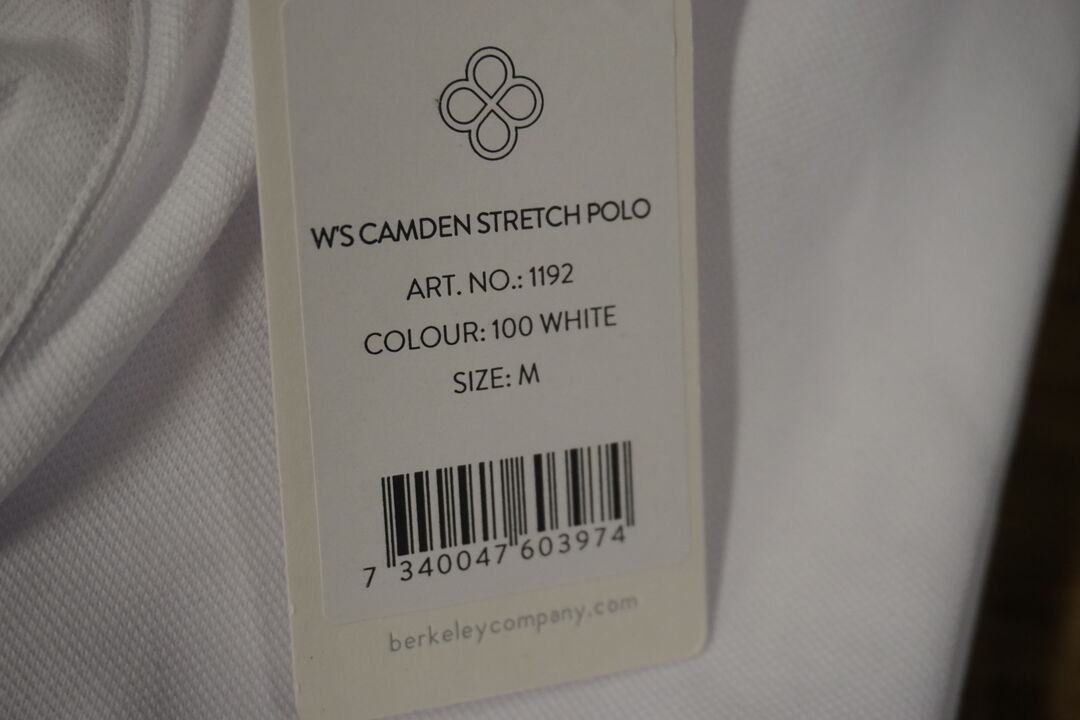 W'S CAMDEN STRETCH POLO
ART. NO.: 1192
COLOUR: 100 WHITE
SIZE: M
7 340047 603974
berkeleycompany.com